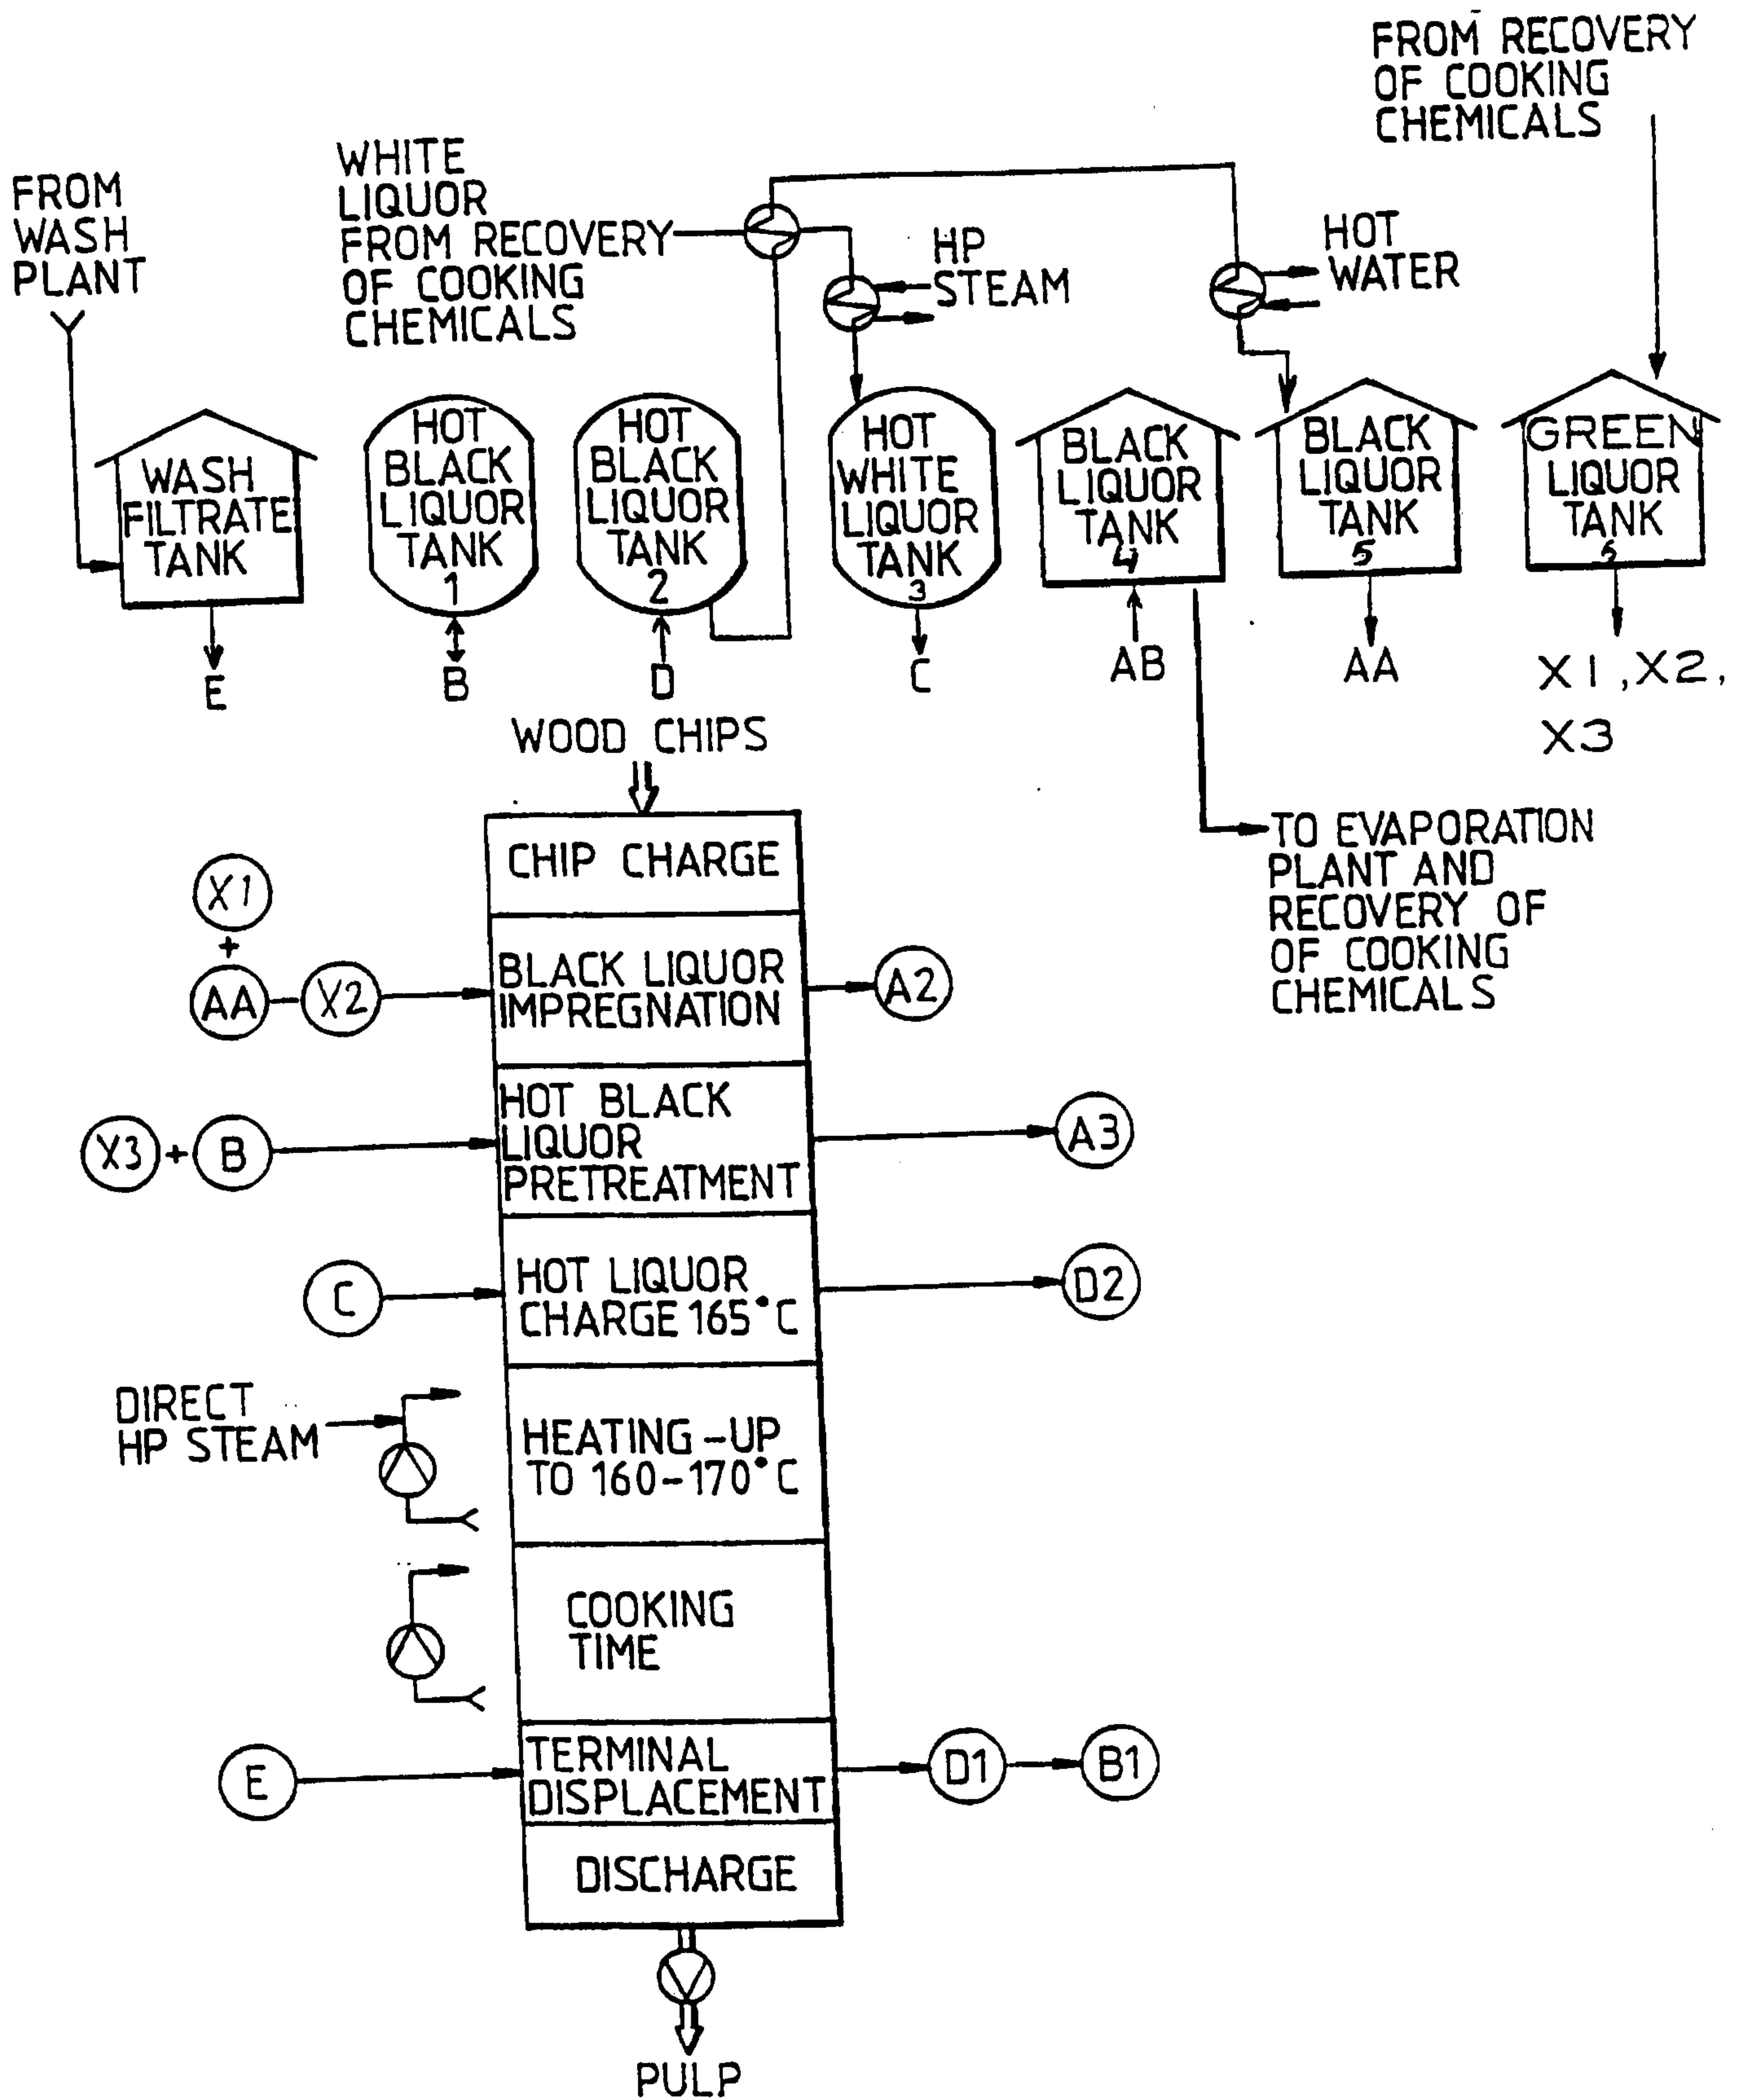 FROM RECOVERY
OF COOKING
CHEMICALS
WHITE
LIQUOR
FROM RECOVERY
OF COOKING
CHEMICALS
FROM
WASH
PLANT
HP
STEAM
HOT
WATER
WASH
FILTRATE
TANK
HOT
BLACK
LIQUOR
TANK
1
HOT
BLACK
LIQUOR
TANK
2
HOT
WHITE
LIQUOR
TANK
3
BLACK
LIQUOR
TANK
4
BLACK
LIQUOR
TANK
5
GREEN
LIQUOR
TANK
5
E
B
D
C
AB
AA
X1, X2,
X3
WOOD CHIPS
TO EVAPORATION
PLANT AND
RECOVERY OF
OF COOKING
CHEMICALS
CHIP CHARGE
X1
+
AA
X2
BLACK LIQUOR
IMPREGNATION
A2
X3 + B
HOT BLACK
LIQUOR
PRETREATMENT
A3
C
HOT LIQUOR
CHARGE 165°C
D2
DIRECT
HP STEAM
HEATING-UP
TO 160-170°C
COOKING
TIME
E
TERMINAL
DISPLACEMENT
D1
B1
DISCHARGE
PULP